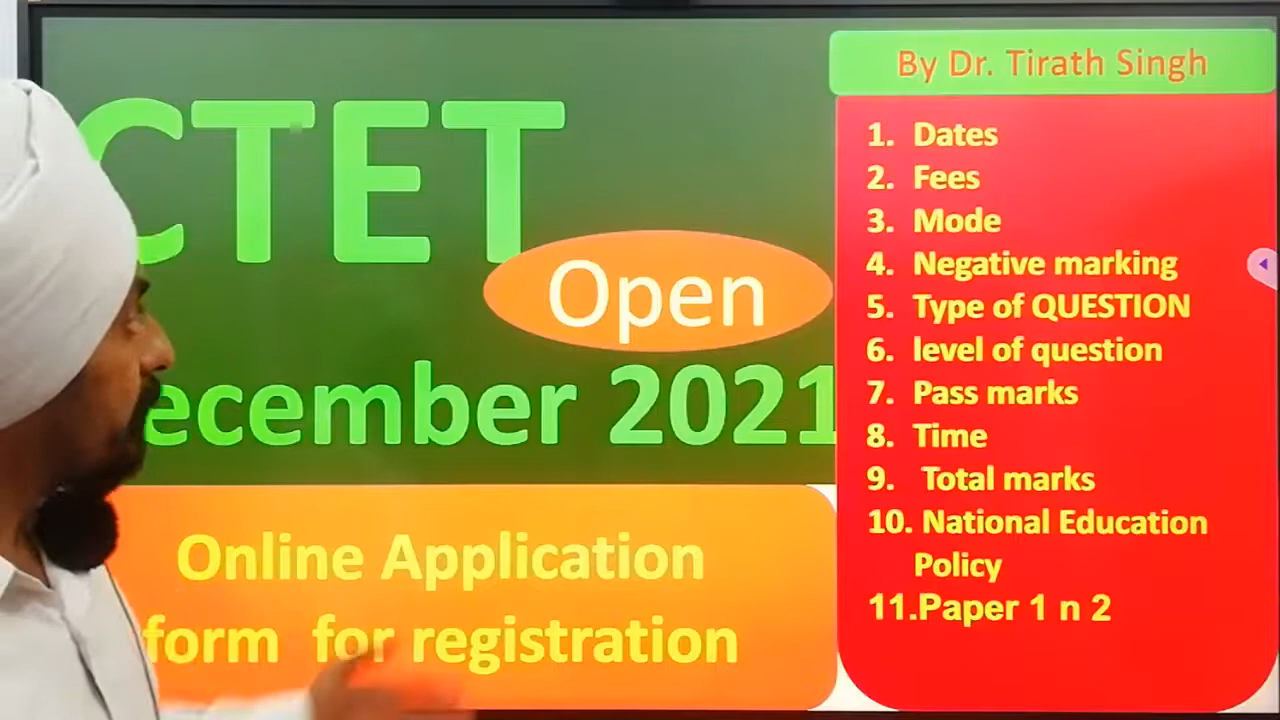 CTET
Open
ecember 2021
Online Application
form for registration
By Dr. Tirath Singh
1. Dates
2. Fees
3. Mode
4. Negative marking
5. Type of QUESTION
6. level of question
7. Pass marks
8. Time
9. Total marks
10. National Education
Policy
11.Paper 1 n 2